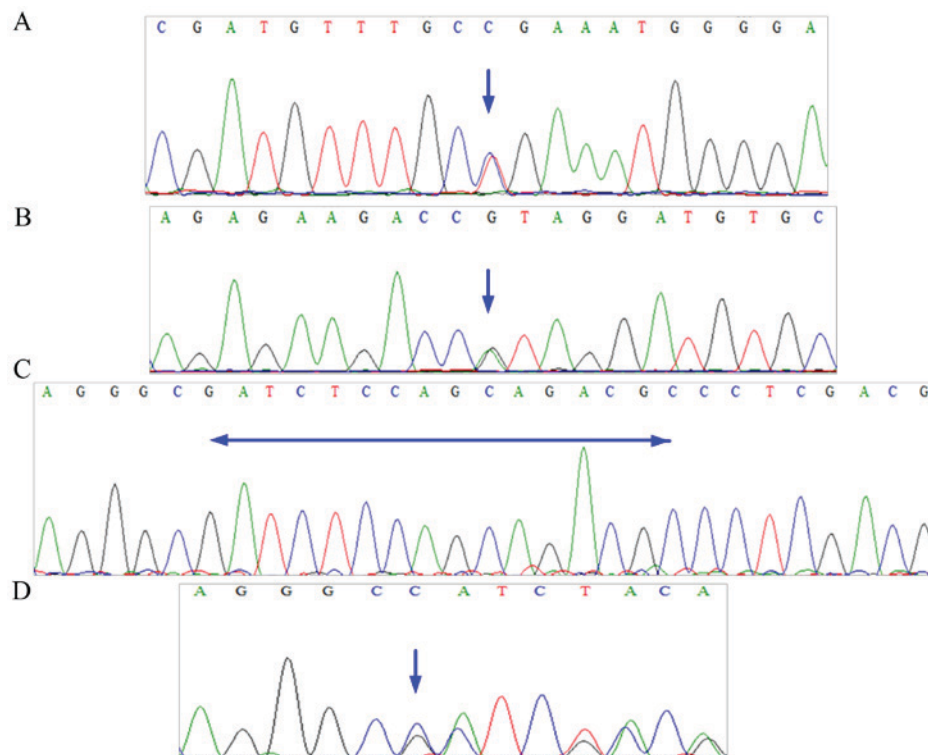 A
C G A T G T T T G C C G A A A T G G G G A
B
A G A G A A G A C C G T A G G A T G T G C
C
A G G G C G A T C T C C A G C A G A C G C C C T C G A C G
D
A G G G C C A T C T A C A